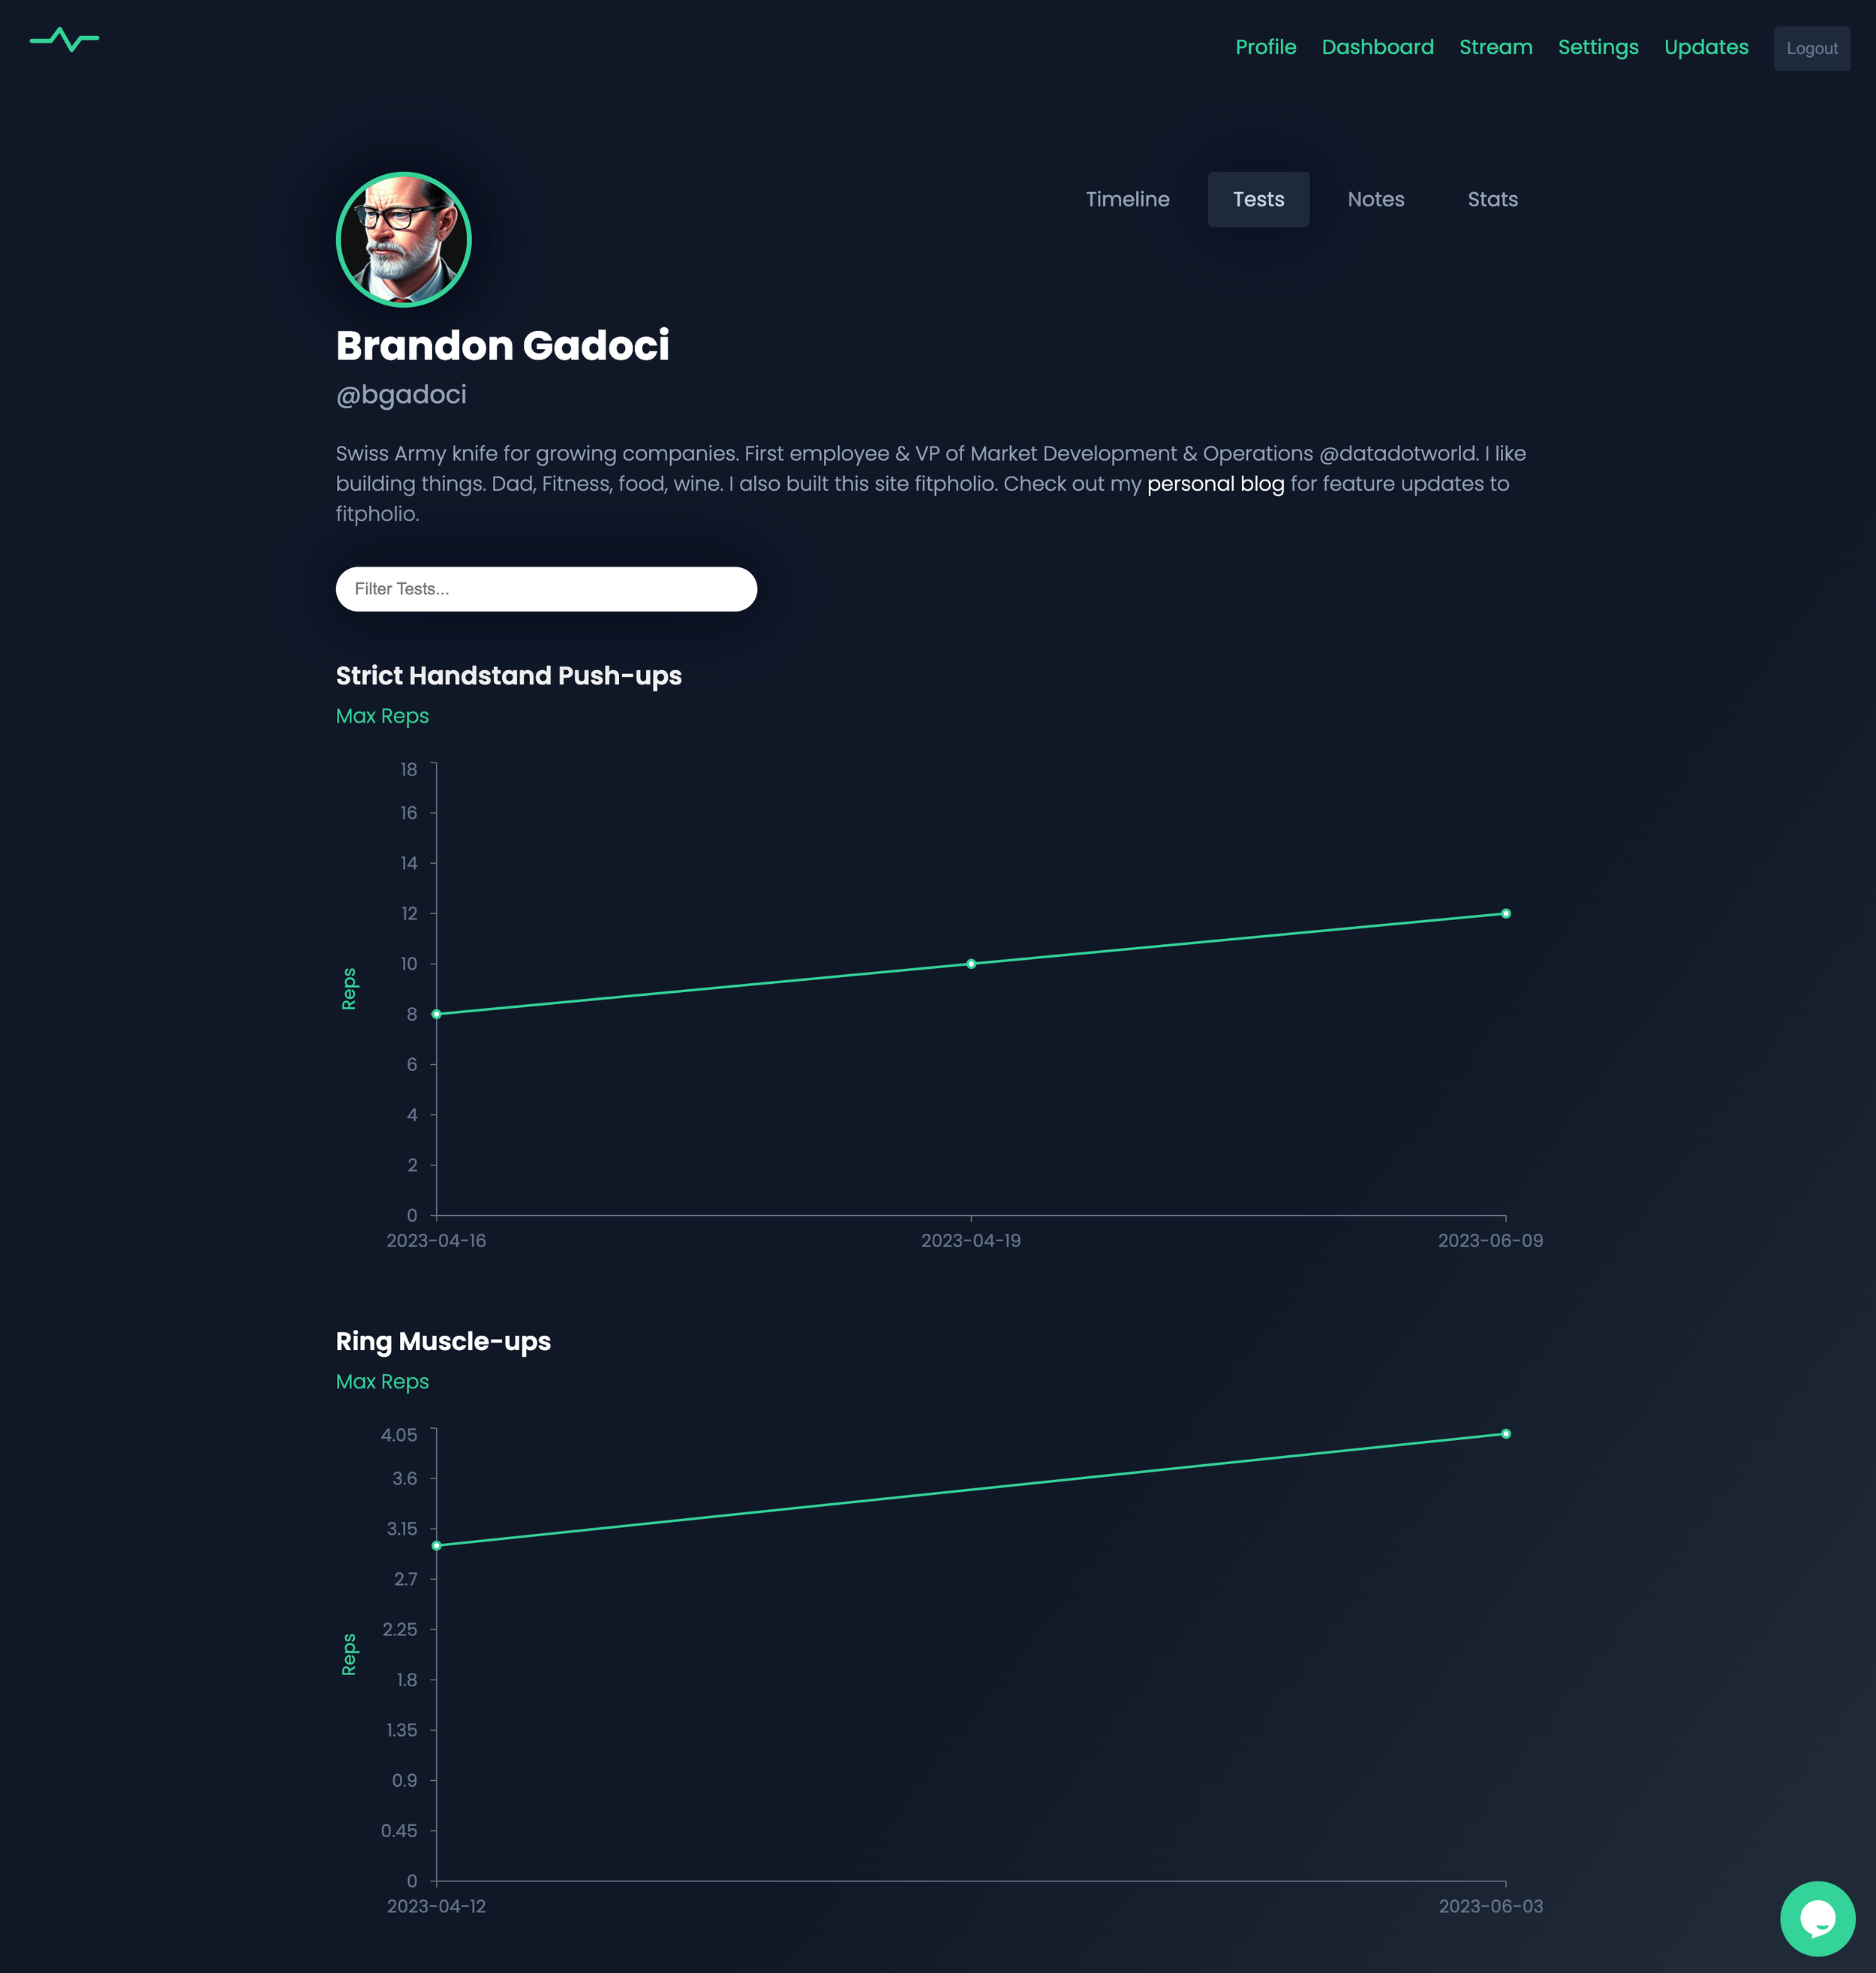 Profile Dashboard Stream Settings Updates Logout
Timeline Tests Notes Stats
Brandon Gadoci
@bgadoci
Swiss Army knife for growing companies. First employee & VP of Market Development & Operations @datadotworld. I like
building things. Dad, Fitness, food, wine. I also built this site fitpholio. Check out my personal blog for feature updates to
fitpholio.
Filter Tests...
Strict Handstand Push-ups
Max Reps
18
16
14
12
10
Reps
8
6
4
2
0
2023-04-16 2023-04-19 2023-06-09
Ring Muscle-ups
Max Reps
4.05
3.6
3.15
2.7
2.25
Reps
1.8
1.35
0.9
0.45
0
2023-04-12 2023-06-03